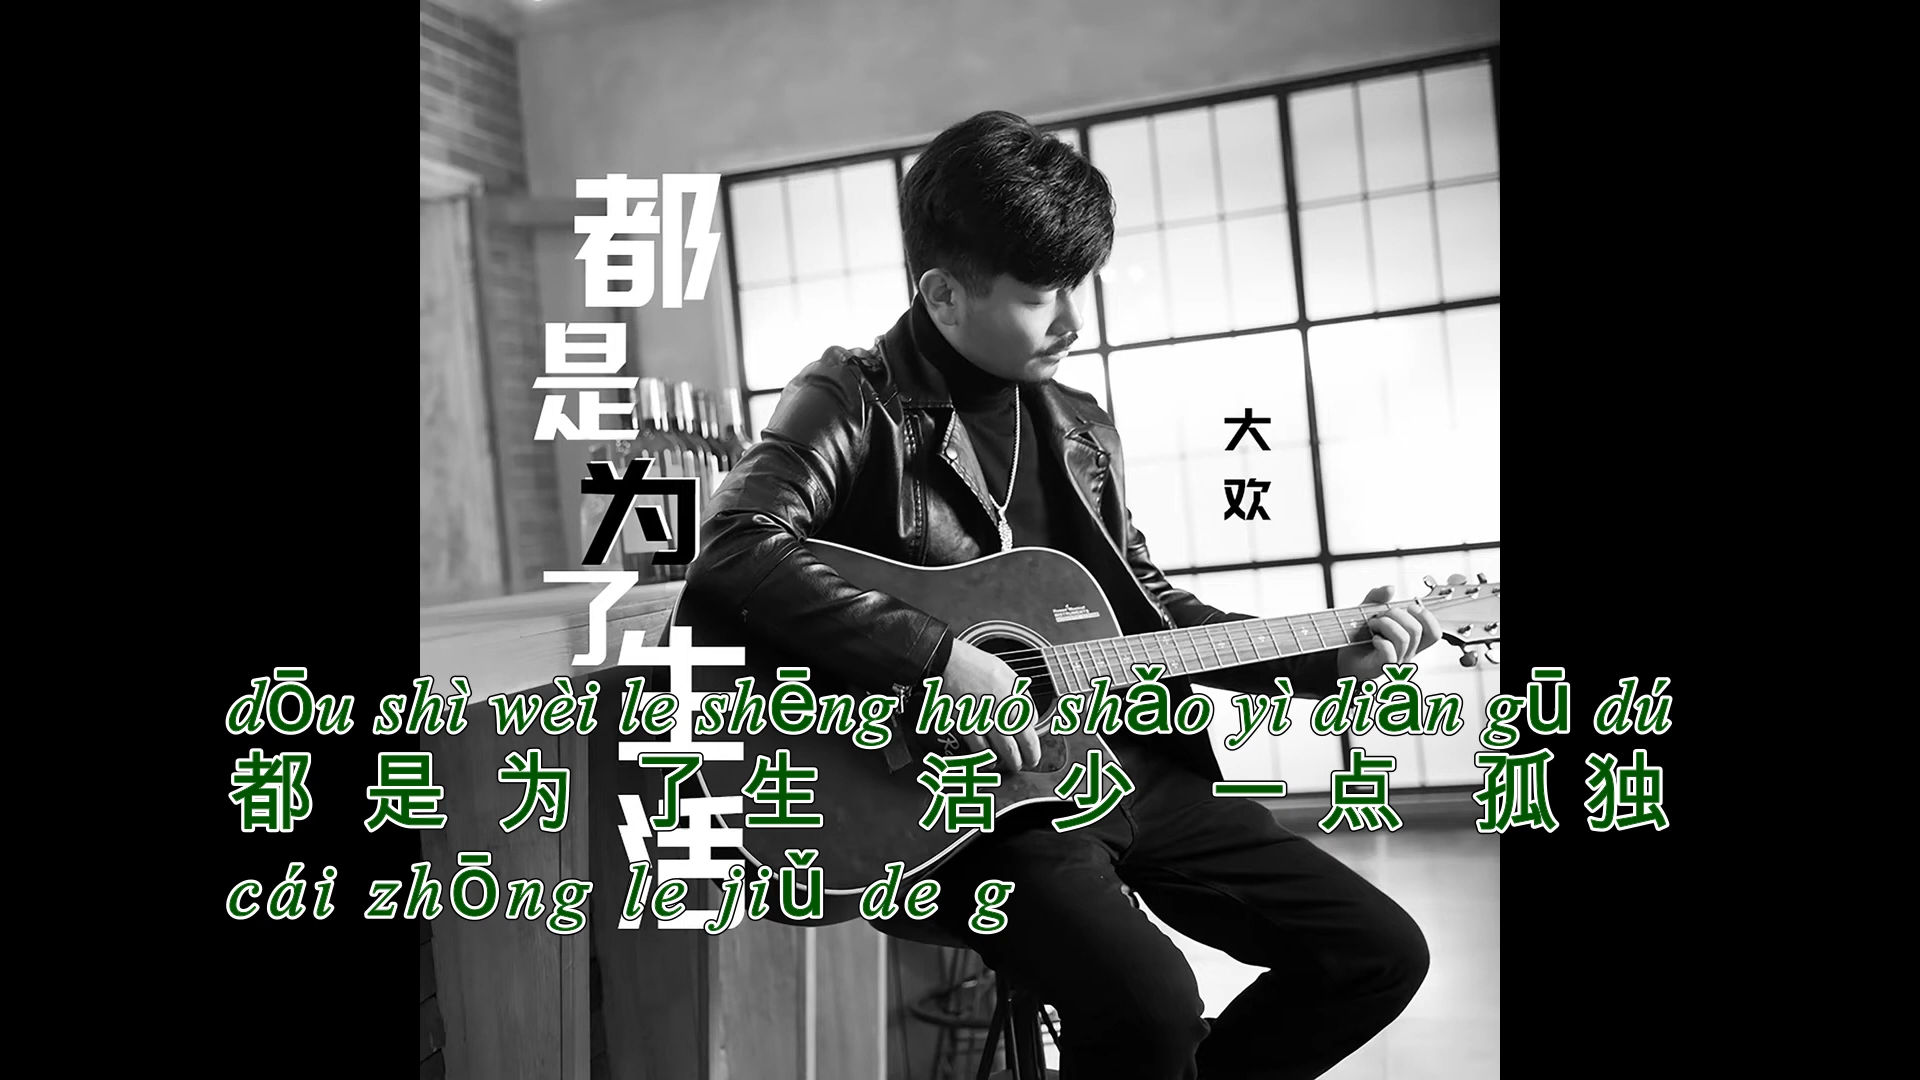 都是为了生活
大欢
dōu shì wèi le shēng huó shǎo yì diǎn gū dú
都 是 为 了 生 活 少 一 点 孤 独
cái zhōng le jiǔ de g